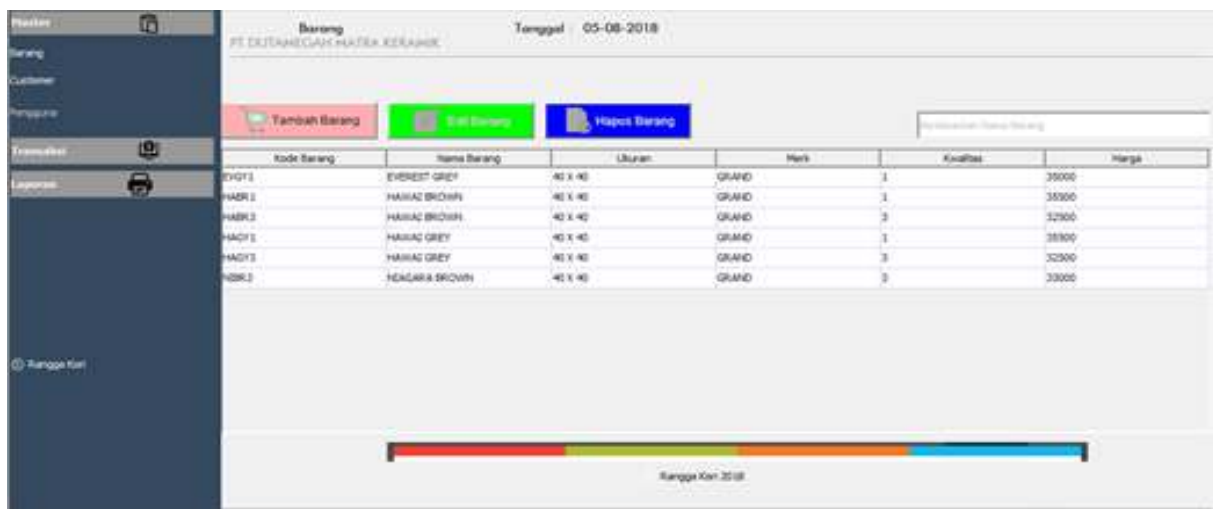 Master
Barang
Customer
Pengguna
Transaksi
Laporan
Rangga Kori
Barang
Tanggal 05-08-2018
PT DUTAMEGAH MATRA KERAMIK
Tambah Barang
Edit Barang
Hapus Barang
Nama Barang
Kode Barang Nama Barang Ukuran Merk Kwalitas Harga
EVGY1 EVEREST GREY 40 X 40 GRAND 1 35000
HABR1 HAWAI BROWN 40 X 40 GRAND 1 35500
HABR3 HAWAI BROWN 40 X 40 GRAND 3 32500
HAGY1 HAWAI GREY 40 X 40 GRAND 1 35500
HAGY3 HAWAI GREY 40 X 40 GRAND 3 32500
NIBR3 NIAGARA BROWN 40 X 40 GRAND 3 33000
Rangga Kori 2018